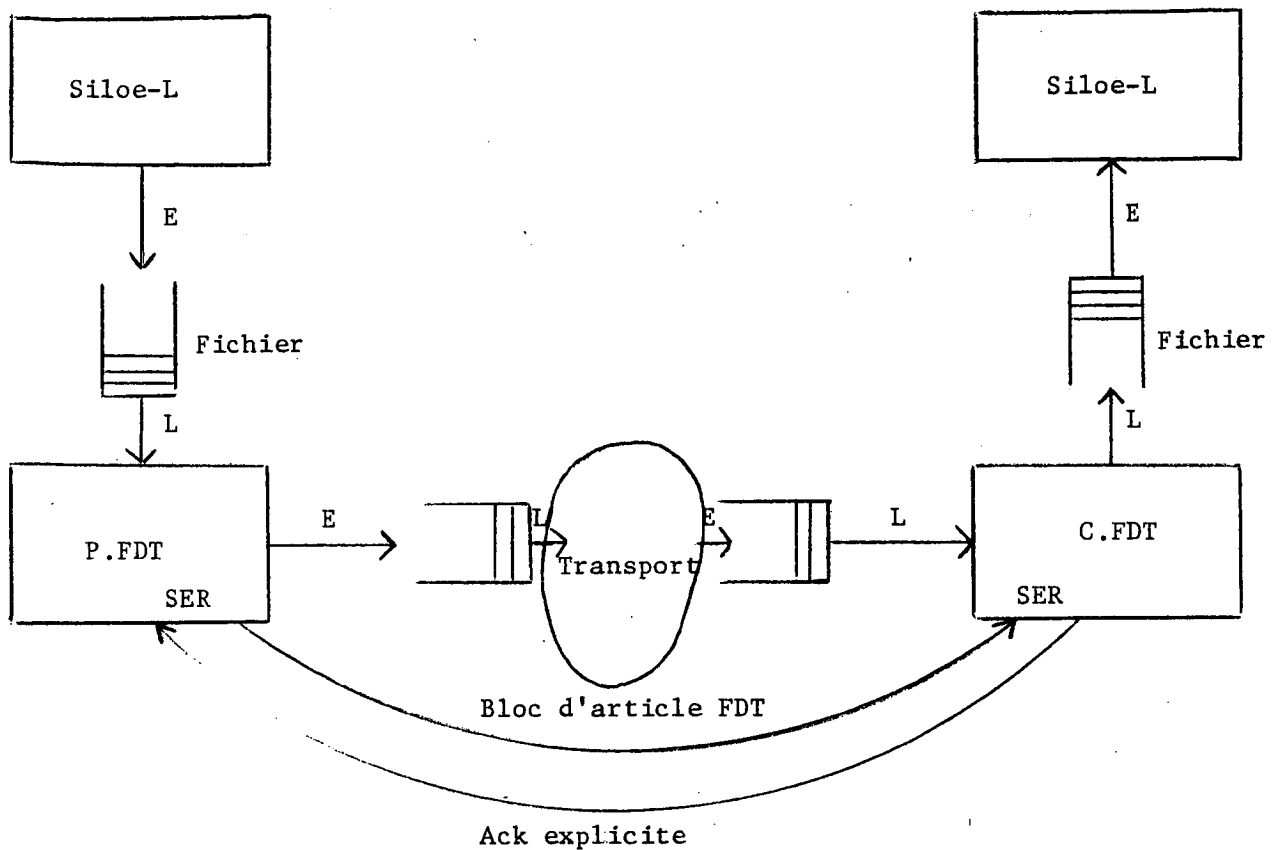 Siloe-L
Siloe-L
E
E
Fichier
Fichier
L
L
E
L
E
L
P.FDT
Transport
C.FDT
SER
SER
Bloc d'article FDT
Ack explicite